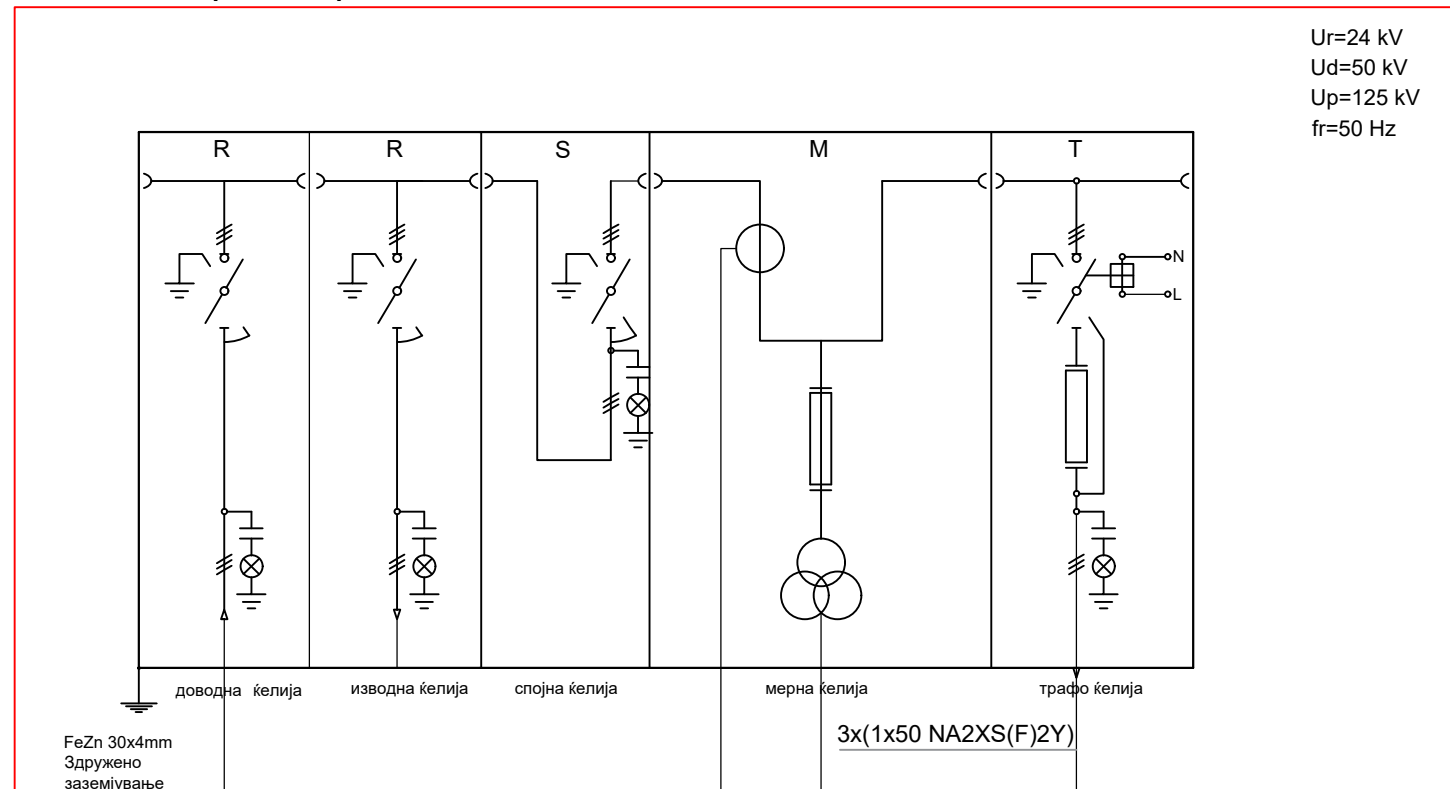 Ur=24 kV
Ud=50 kV
Up=125 kV
fr=50 Hz
R
R
S
M
T
N
L
доводна ќелија
изводна ќелија
спојна ќелија
мерна ќелија
трафо ќелија
3x(1x50 NA2XS(F)2Y)
FeZn 30x4mm
Здружено
заземјување